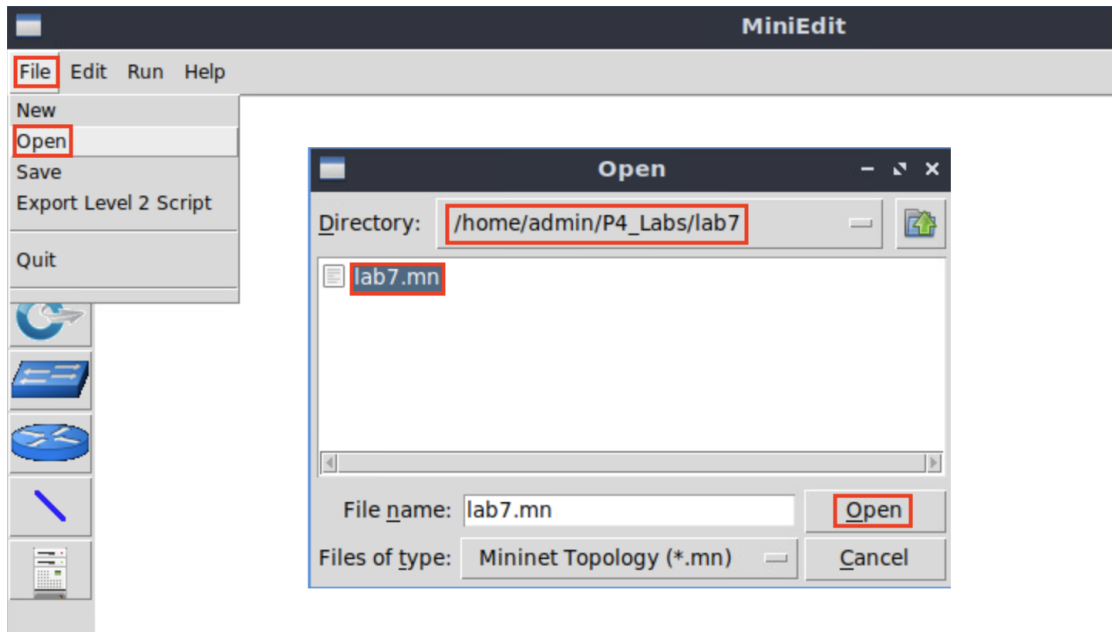 MiniEdit
File Edit Run Help
New
Open
Save
Export Level 2 Script
Quit
Open
Directory: /home/admin/P4_Labs/lab7
lab7.mn
File name: lab7.mn Open
Files of type: Mininet Topology (*.mn) Cancel